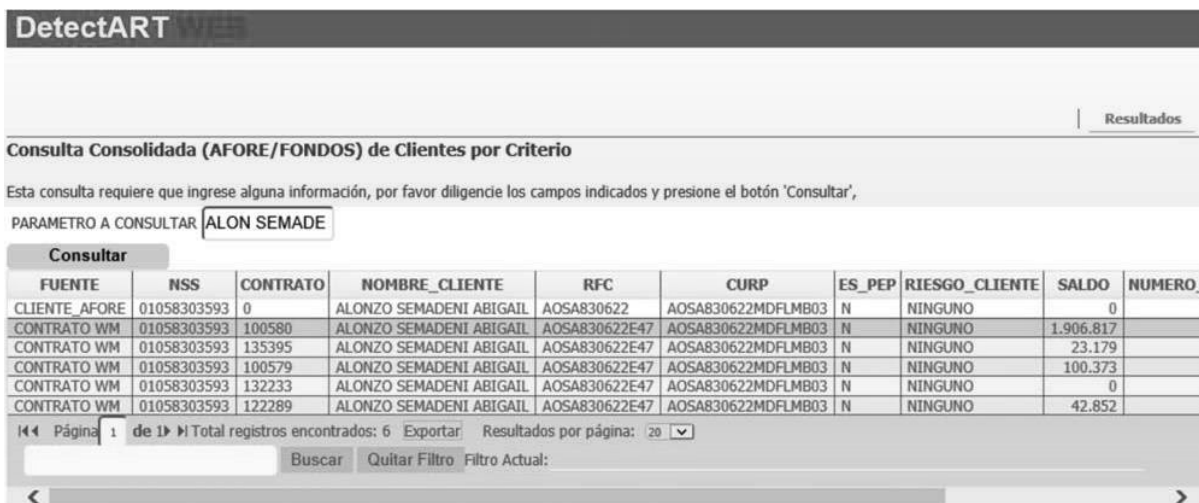 DetectART WEB
Resultados
Consulta Consolidada (AFORE/FONDOS) de Clientes por Criterio
Esta consulta requiere que ingrese alguna información, por favor diligencie los campos indicados y presione el botón 'Consultar',
PARAMETRO A CONSULTAR ALON SEMADE
Consultar
FUENTE NSS CONTRATO NOMBRE_CLIENTE RFC CURP ES_PEP RIESGO_CLIENTE SALDO NUMERO_
CLIENTE_AFORE 01058303593 0 ALONZO SEMADENI ABIGAIL AOSA830622 AOSA830622MDFLMB03 N NINGUNO 0
CONTRATO WM 01058303593 100580 ALONZO SEMADENI ABIGAIL AOSA830622E47 AOSA830622MDFLMB03 N NINGUNO 1.906.817
CONTRATO WM 01058303593 135395 ALONZO SEMADENI ABIGAIL AOSA830622E47 AOSA830622MDFLMB03 N NINGUNO 23.179
CONTRATO WM 01058303593 100579 ALONZO SEMADENI ABIGAIL AOSA830622E47 AOSA830622MDFLMB03 N NINGUNO 100.373
CONTRATO WM 01058303593 132233 ALONZO SEMADENI ABIGAIL AOSA830622E47 AOSA830622MDFLMB03 N NINGUNO 0
CONTRATO WM 01058303593 122289 ALONZO SEMADENI ABIGAIL AOSA830622E47 AOSA830622MDFLMB03 N NINGUNO 42.852
Página 1 de 1 Total registros encontrados: 6 Exportar Resultados por página: 20
Buscar Quitar Filtro Filtro Actual: